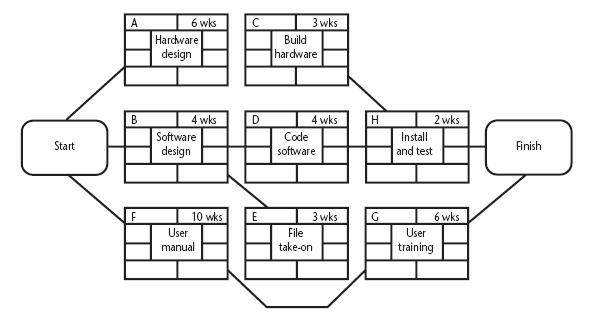 A 6 wks
Hardware
design
C 3 wks
Build
hardware
Start
B 4 wks
Software
design
D 4 wks
Code
software
H 2 wks
Install
and test
Finish
F 10 wks
User
manual
E 3 wks
File
take-on
G 6 wks
User
training